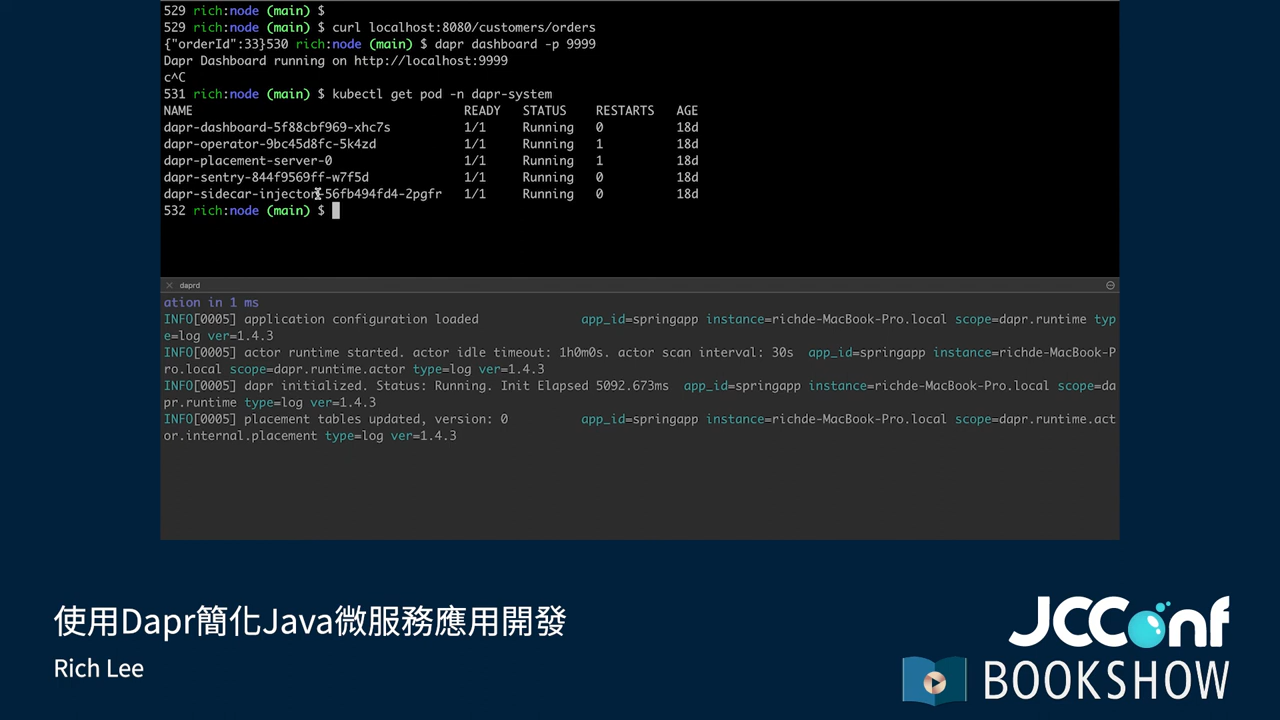 529 rich:node (main) $
529 rich:node (main) $ curl localhost:8080/customers/orders
{"orderId":33}530 rich:node (main) $ dapr dashboard -p 9999
Dapr Dashboard running on http://localhost:9999
c^C
531 rich:node (main) $ kubectl get pod -n dapr-system
NAME READY STATUS RESTARTS AGE
dapr-dashboard-5f88cbf969-xhc7s 1/1 Running 0 18d
dapr-operator-9bc45d8fc-5k4zd 1/1 Running 1 18d
dapr-placement-server-0 1/1 Running 1 18d
dapr-sentry-844f9569ff-w7f5d 1/1 Running 0 18d
dapr-sidecar-injector-56fb494fd4-2pgfr 1/1 Running 0 18d
532 rich:node (main) $
daprd
ation in 1 ms
INFO[0005] application configuration loaded app_id=springapp instance=richde-MacBook-Pro.local scope=dapr.runtime typ
e=log ver=1.4.3
INFO[0005] actor runtime started. actor idle timeout: 1h0m0s. actor scan interval: 30s app_id=springapp instance=richde-MacBook-P
ro.local scope=dapr.runtime.actor type=log ver=1.4.3
INFO[0005] dapr initialized. Status: Running. Init Elapsed 5092.673ms app_id=springapp instance=richde-MacBook-Pro.local scope=da
pr.runtime type=log ver=1.4.3
INFO[0005] placement tables updated, version: 0 app_id=springapp instance=richde-MacBook-Pro.local scope=dapr.runtime.act
or.internal.placement type=log ver=1.4.3
使用Dapr簡化Java微服務應用開發
Rich Lee
JCConf
BOOKSHOW